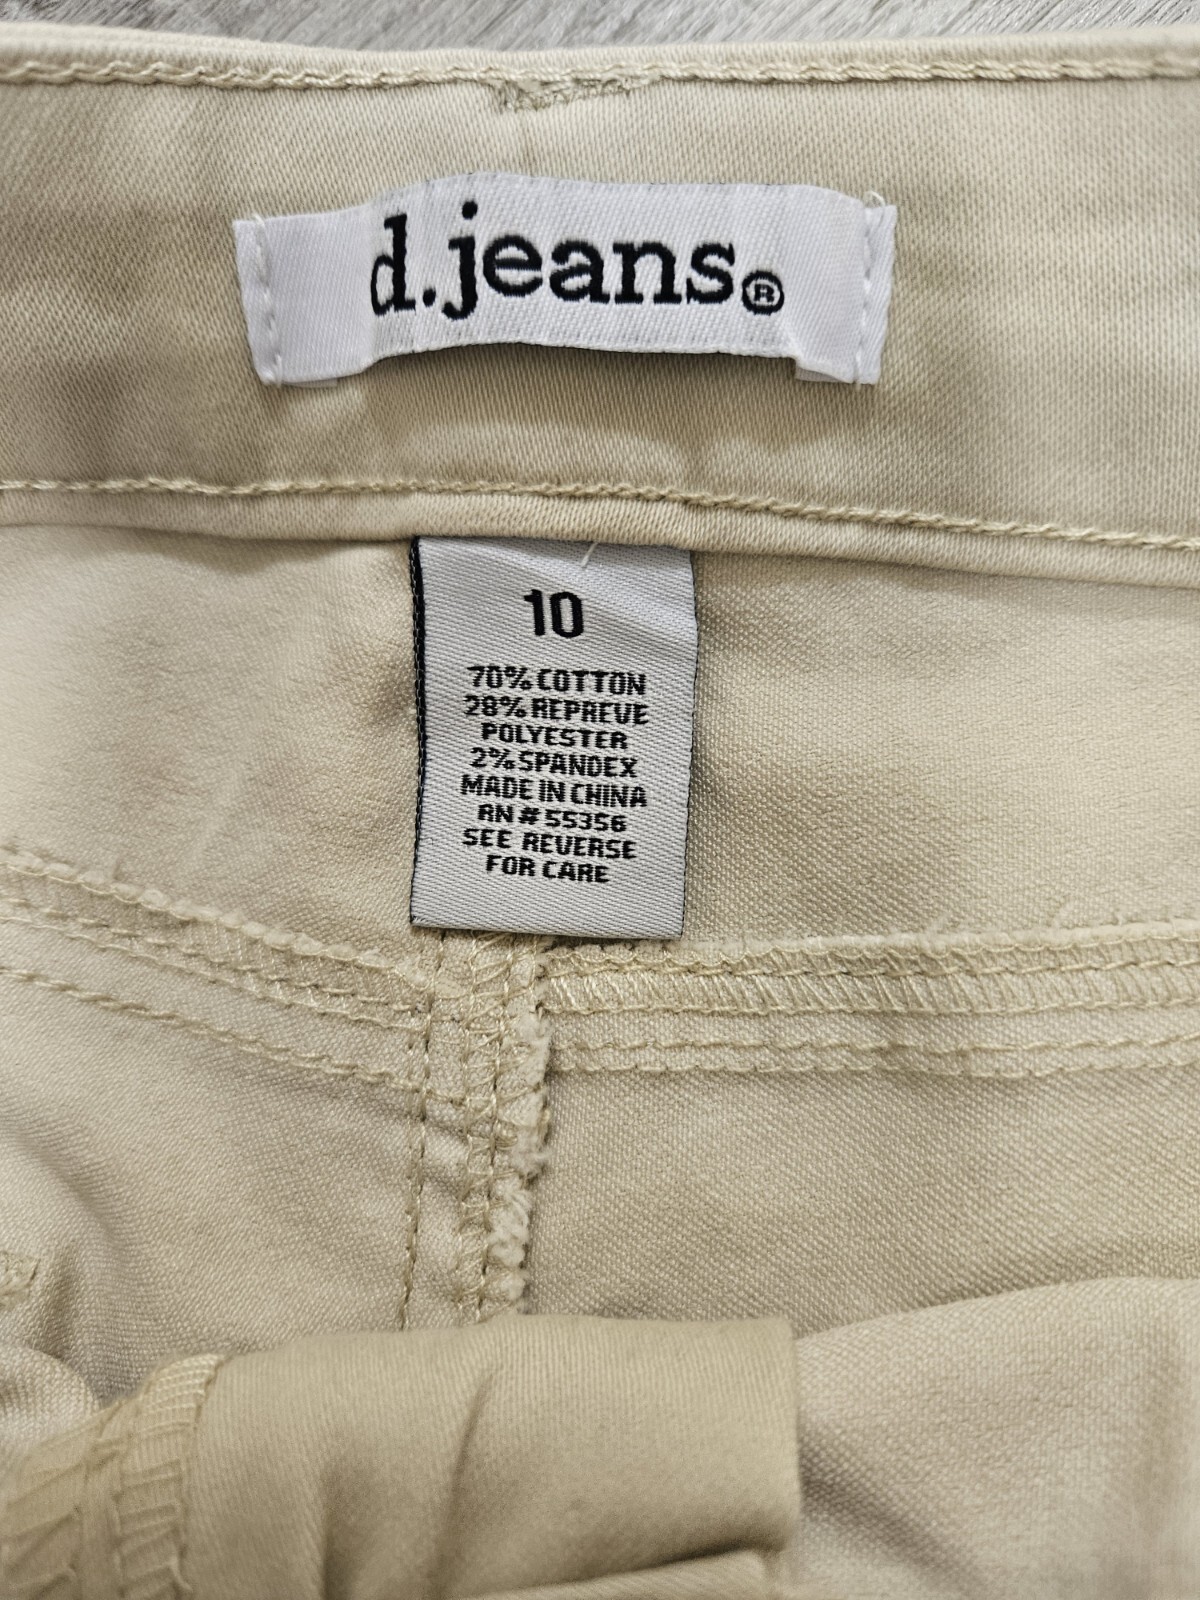 d.jeans®
10
70% COTTON
28% REPREVE
POLYESTER
2% SPANDEX
MADE IN CHINA
RN # 55356
SEE REVERSE
FOR CARE